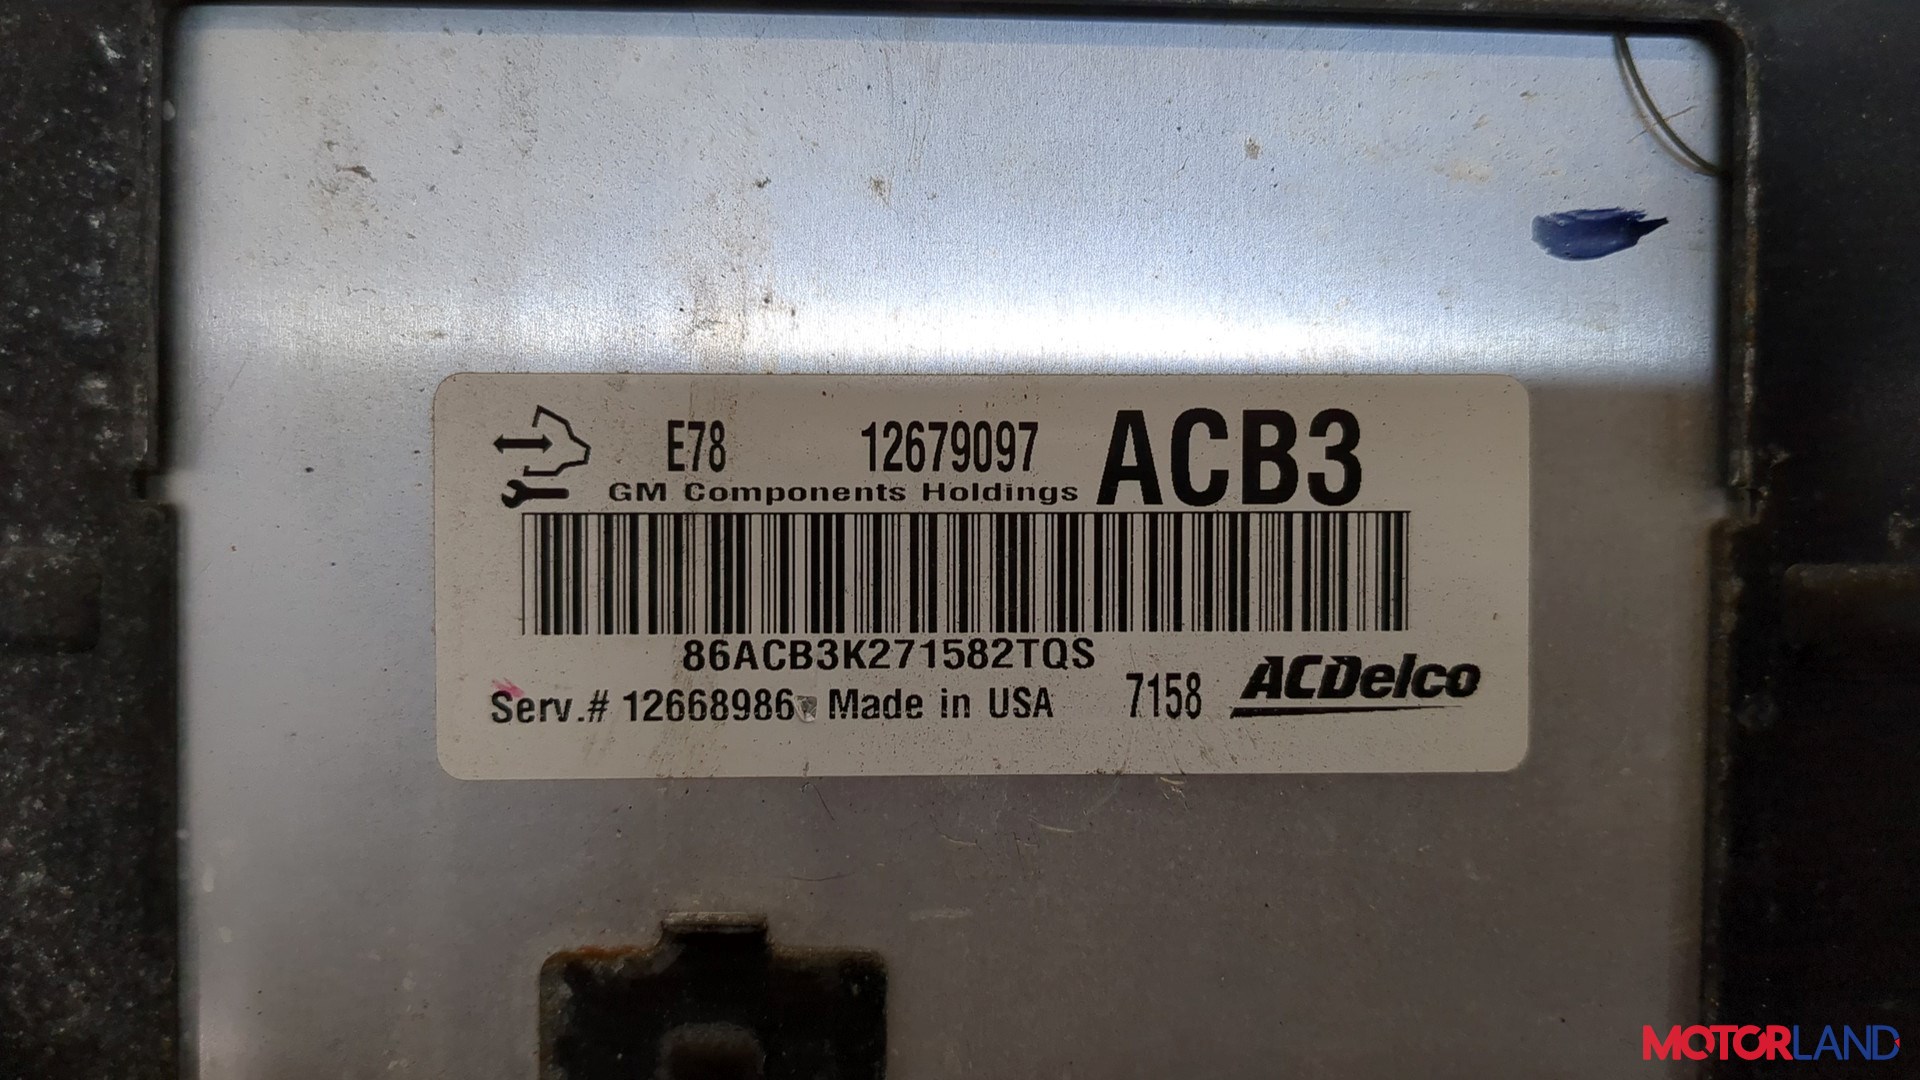 E78 12679097 ACB3
GM Components Holdings
86ACB3K271582TQS
Serv.# 12668986 Made in USA 7158 ACDelco
MOTORLAND